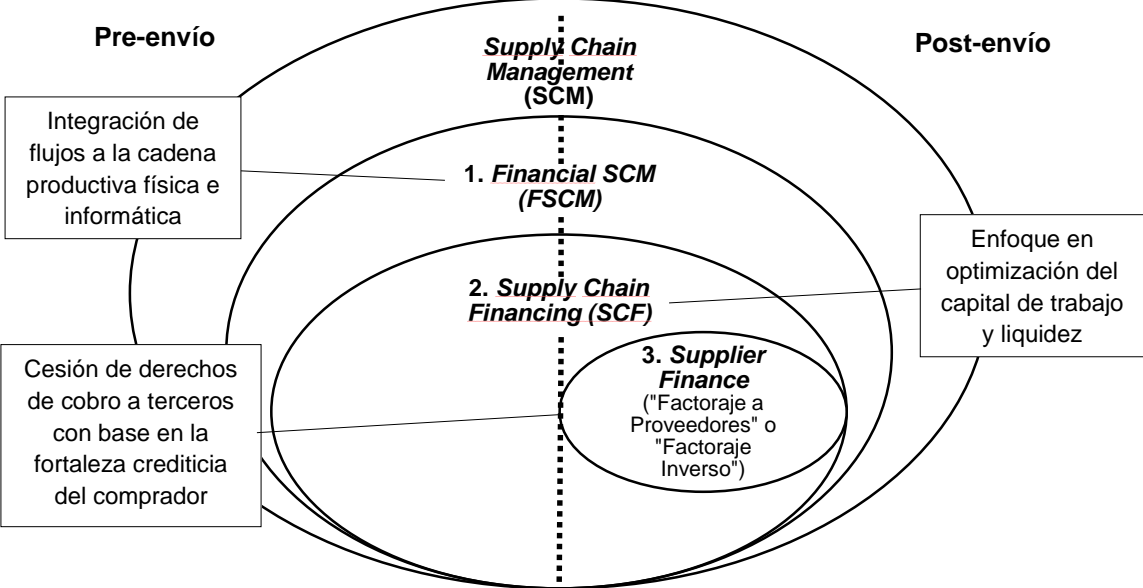 Pre-envío
Supply Chain
Management
(SCM)
Post-envío
Integración de
flujos a la cadena
productiva física e
informática
1. Financial SCM
(FSCM)
Enfoque en
optimización del
capital de trabajo
y liquidez
2. Supply Chain
Financing (SCF)
Cesión de derechos
de cobro a terceros
con base en la
fortaleza crediticia
del comprador
3. Supplier
Finance
("Factoraje a
Proveedores" o
"Factoraje
Inverso")